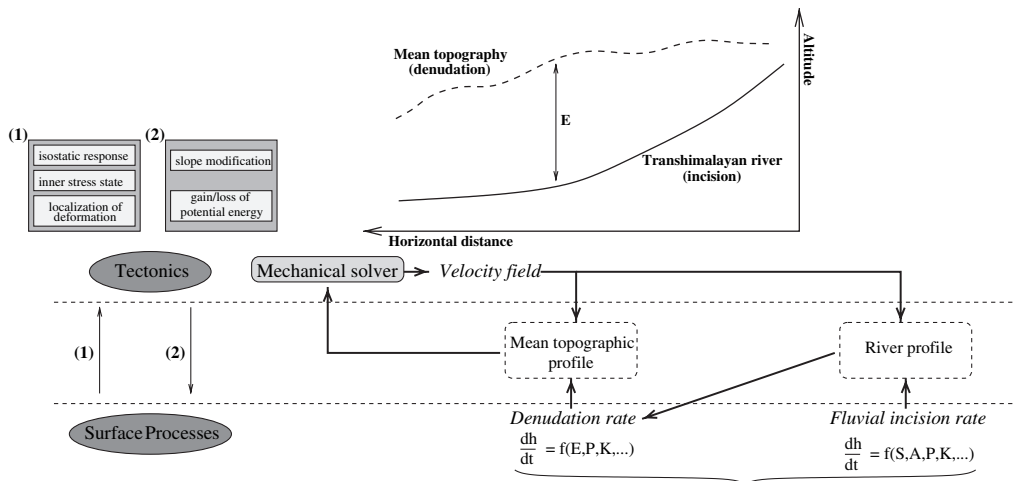 Mean topography
(denudation)
Altitude
E
Transhimalayan river
(incision)
Horizontal distance
(1)
isostatic response
inner stress state
localization of
deformation
(2)
slope modification
gain/loss of
potential energy
Tectonics
Mechanical solver
Velocity field
(1)
(2)
Mean topographic
profile
River profile
Surface Processes
Denudation rate
dh
dt
= f(E,P,K,...)
Fluvial incision rate
dh
dt
= f(S,A,P,K,...)